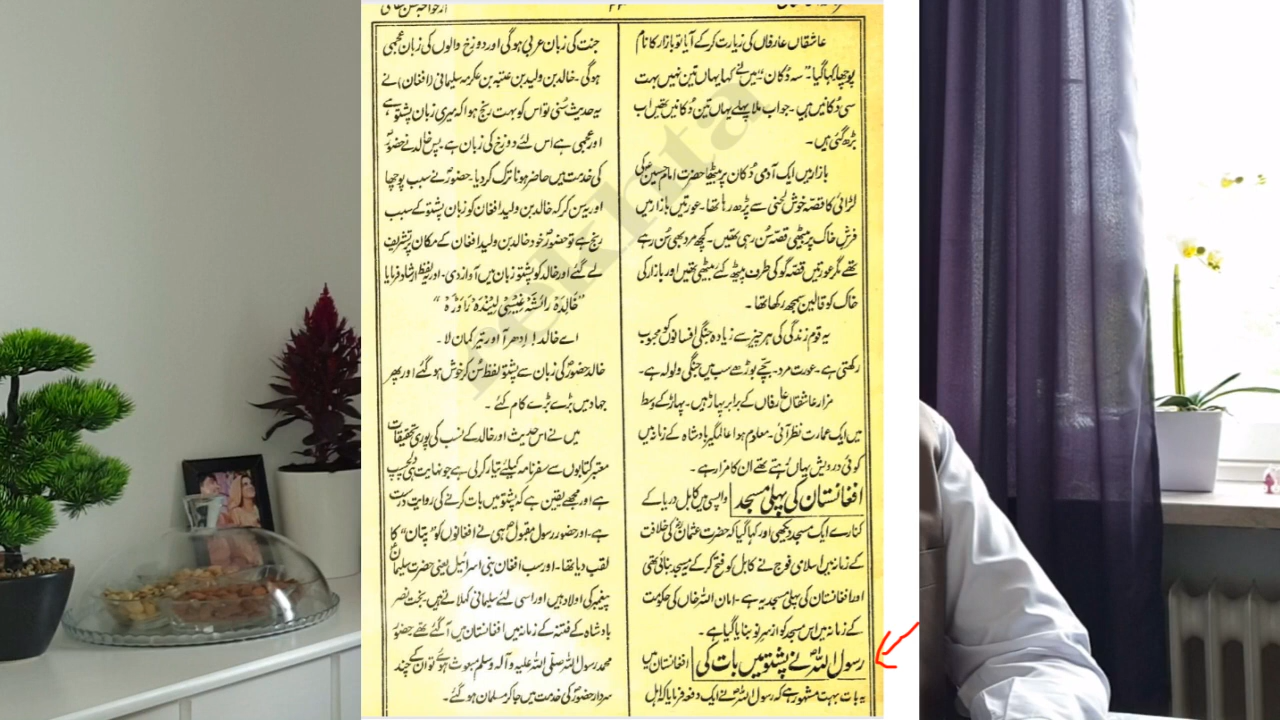 عاشقاں عارفاں کی زیارت کر کے آیا تو بازار کا نام
پوچھا، کہا گیا۔ "سہ دُکان" میں نے کہا یہاں تین نہیں بہت
سی دُکانیں ہیں۔ جواب ملا پہلے یہاں تین دُکانیں تھیں اب
بڑھ گئی ہیں۔
بازار میں ایک آدمی دُکان پر بیٹھا حضرت امام حسینؓ کی
لڑائی کا قصہ خوش لحنی سے پڑھ رہا تھا۔ عورتیں بازار میں
فرشِ خاک پر بیٹھی قصہ سُن رہی تھیں۔ کچھ مرد بھی سُن رہے
تھے مگر عورتیں قصہ گو کی طرف پیٹھ کئے بیٹھی تھیں اور بازار کی
خاک کو قالین سمجھ رکھا تھا۔
یہ قوم زندگی کی ہر چیز سے زیادہ جنگی افسانوں کو محبوب
رکھتی ہے۔ عورت مرد۔ بچے بوڑھے سب میں جنگی ولولہ ہے۔
مزار عاشقاں عارفاں کے برابر پہاڑ ہیں۔ پہاڑ کے وسط
میں ایک عمارت نظر آئی۔ معلوم ہوا عالمگیر بادشاہ کے زمانہ میں
کوئی درویش یہاں رہتے تھے ان کا مزار ہے۔
افغانستان کی پہلی مسجد واپسی میں کابل دریا کے
کنارے ایک مسجد دیکھی اور کہا گیا کہ حضرت عثمانؓ کی خلافت
کے زمانہ میں اسلامی فوج نے کابل کو فتح کر کے یہ مسجد بنائی تھی
اور افغانستان کی پہلی مسجد یہ ہے۔ امان اللہ خاں کی حکومت
کے زمانہ میں اس مسجد کو از سر نو بنایا گیا ہے۔
رسول اللہؐ نے پشتو میں بات کی افغانستان میں
یہ بات بہت مشہور ہے کہ رسول اللہؐ نے ایک دفعہ فرمایا کہ اہل
جنت کی زبان عربی ہوگی اور دوزخ والوں کی زبان عجمی
ہوگی۔ خالد بن ولید بن عتبہ بن عکرمہ سلیمانی (افغان) نے
یہ حدیث سُنی تو اس کو بہت رنج ہوا کہ میری زبان پشتو ہے
اور عجمی ہے اس لئے دوزخ کی زبان ہے۔ پس خالد نے حضورؐ
کی خدمت میں حاضر ہونا ترک کر دیا۔ حضورؐ نے سبب پوچھا
اور یہ سن کر کہ خالد بن ولید افغان کو زبان پشتو کے سبب
رنج ہے تو حضورؐ خود خالد بن ولید افغان کے مکان پر تشریف
لے گئے اور خالد کو پشتو زبان میں آواز دی۔ اور یہ لفظ ارشاد فرمایا
اے خالد! اِدھر آ اور تیر کمان لا۔
خالد حضورؐ کی زبان سے پشتو لفظ سُن کر خوش ہو گئے اور پھر
جہاد میں بڑے بڑے کام کئے۔
میں نے اس حدیث اور خالد کے نسب کی پوری تحقیقات
معتبر کتابوں سے سفرنامہ کیلئے تیار کرلی ہے جو نہایت ہی دلچسپ
ہے اور مجھے یقین ہے کہ پشتو میں بات کرنے کی روایت درست
ہے۔ اور حضور رسول مقبولؐ ہی نے افغانوں کو "پتان" کا
لقب دیا تھا۔ اور سب افغان بنی اسرائیل یعنی حضرت سلیمانؑ
پیغمبر کی اولاد ہیں اور اسی لئے سلیمانی کہلاتے ہیں۔ بخت نصر
بادشاہ کے فتنہ کے زمانہ میں افغانستان میں آگئے تھے حضور
محمد رسول اللہ صلی اللہ علیہ وآلہ وسلم مبعوث ہوئے تو ان کے چند
سردار حضورؐ کی خدمت میں جا کر مسلمان ہو گئے۔
rekhta